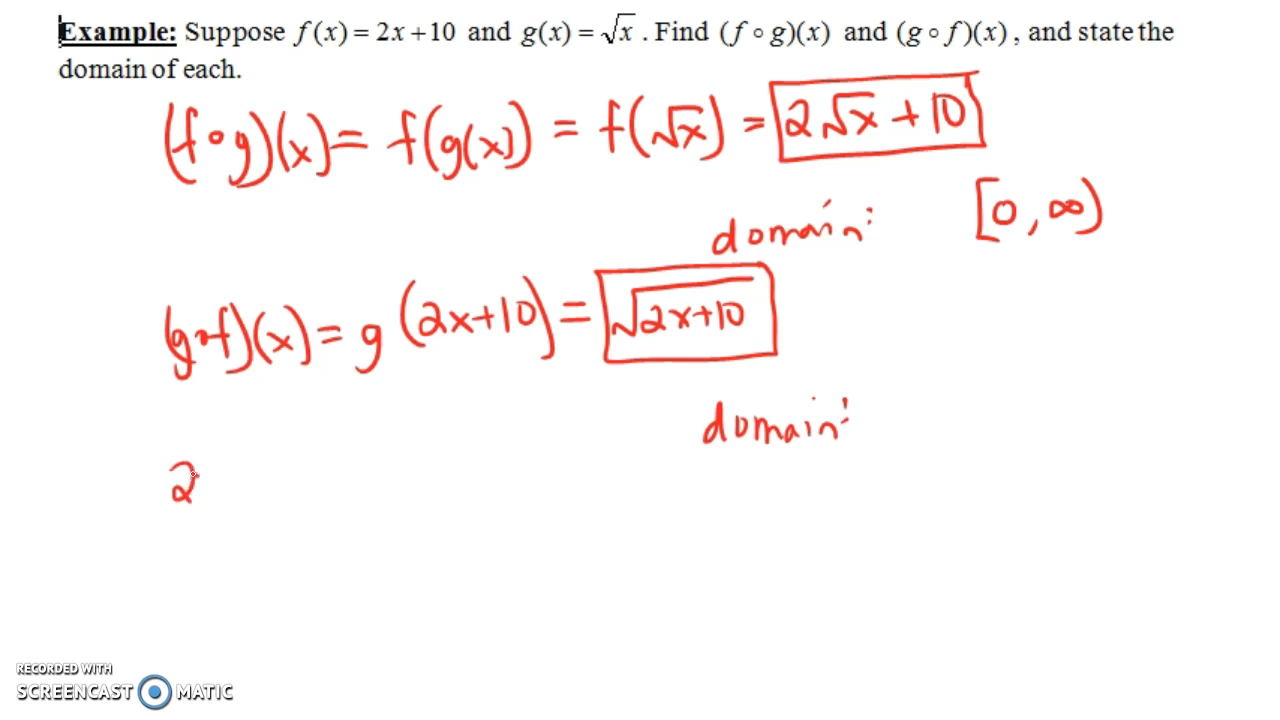 Example: Suppose f(x) = 2x+10 and g(x) = √x. Find (f ∘ g)(x) and (g ∘ f)(x), and state the
domain of each.
(f∘g)(x) = f(g(x)) = f(√x) = 2√x + 10
domain: [0, ∞)
(g∘f)(x) = g(2x+10) = √(2x+10)
domain:
2
RECORDED WITH
SCREENCAST MATIC